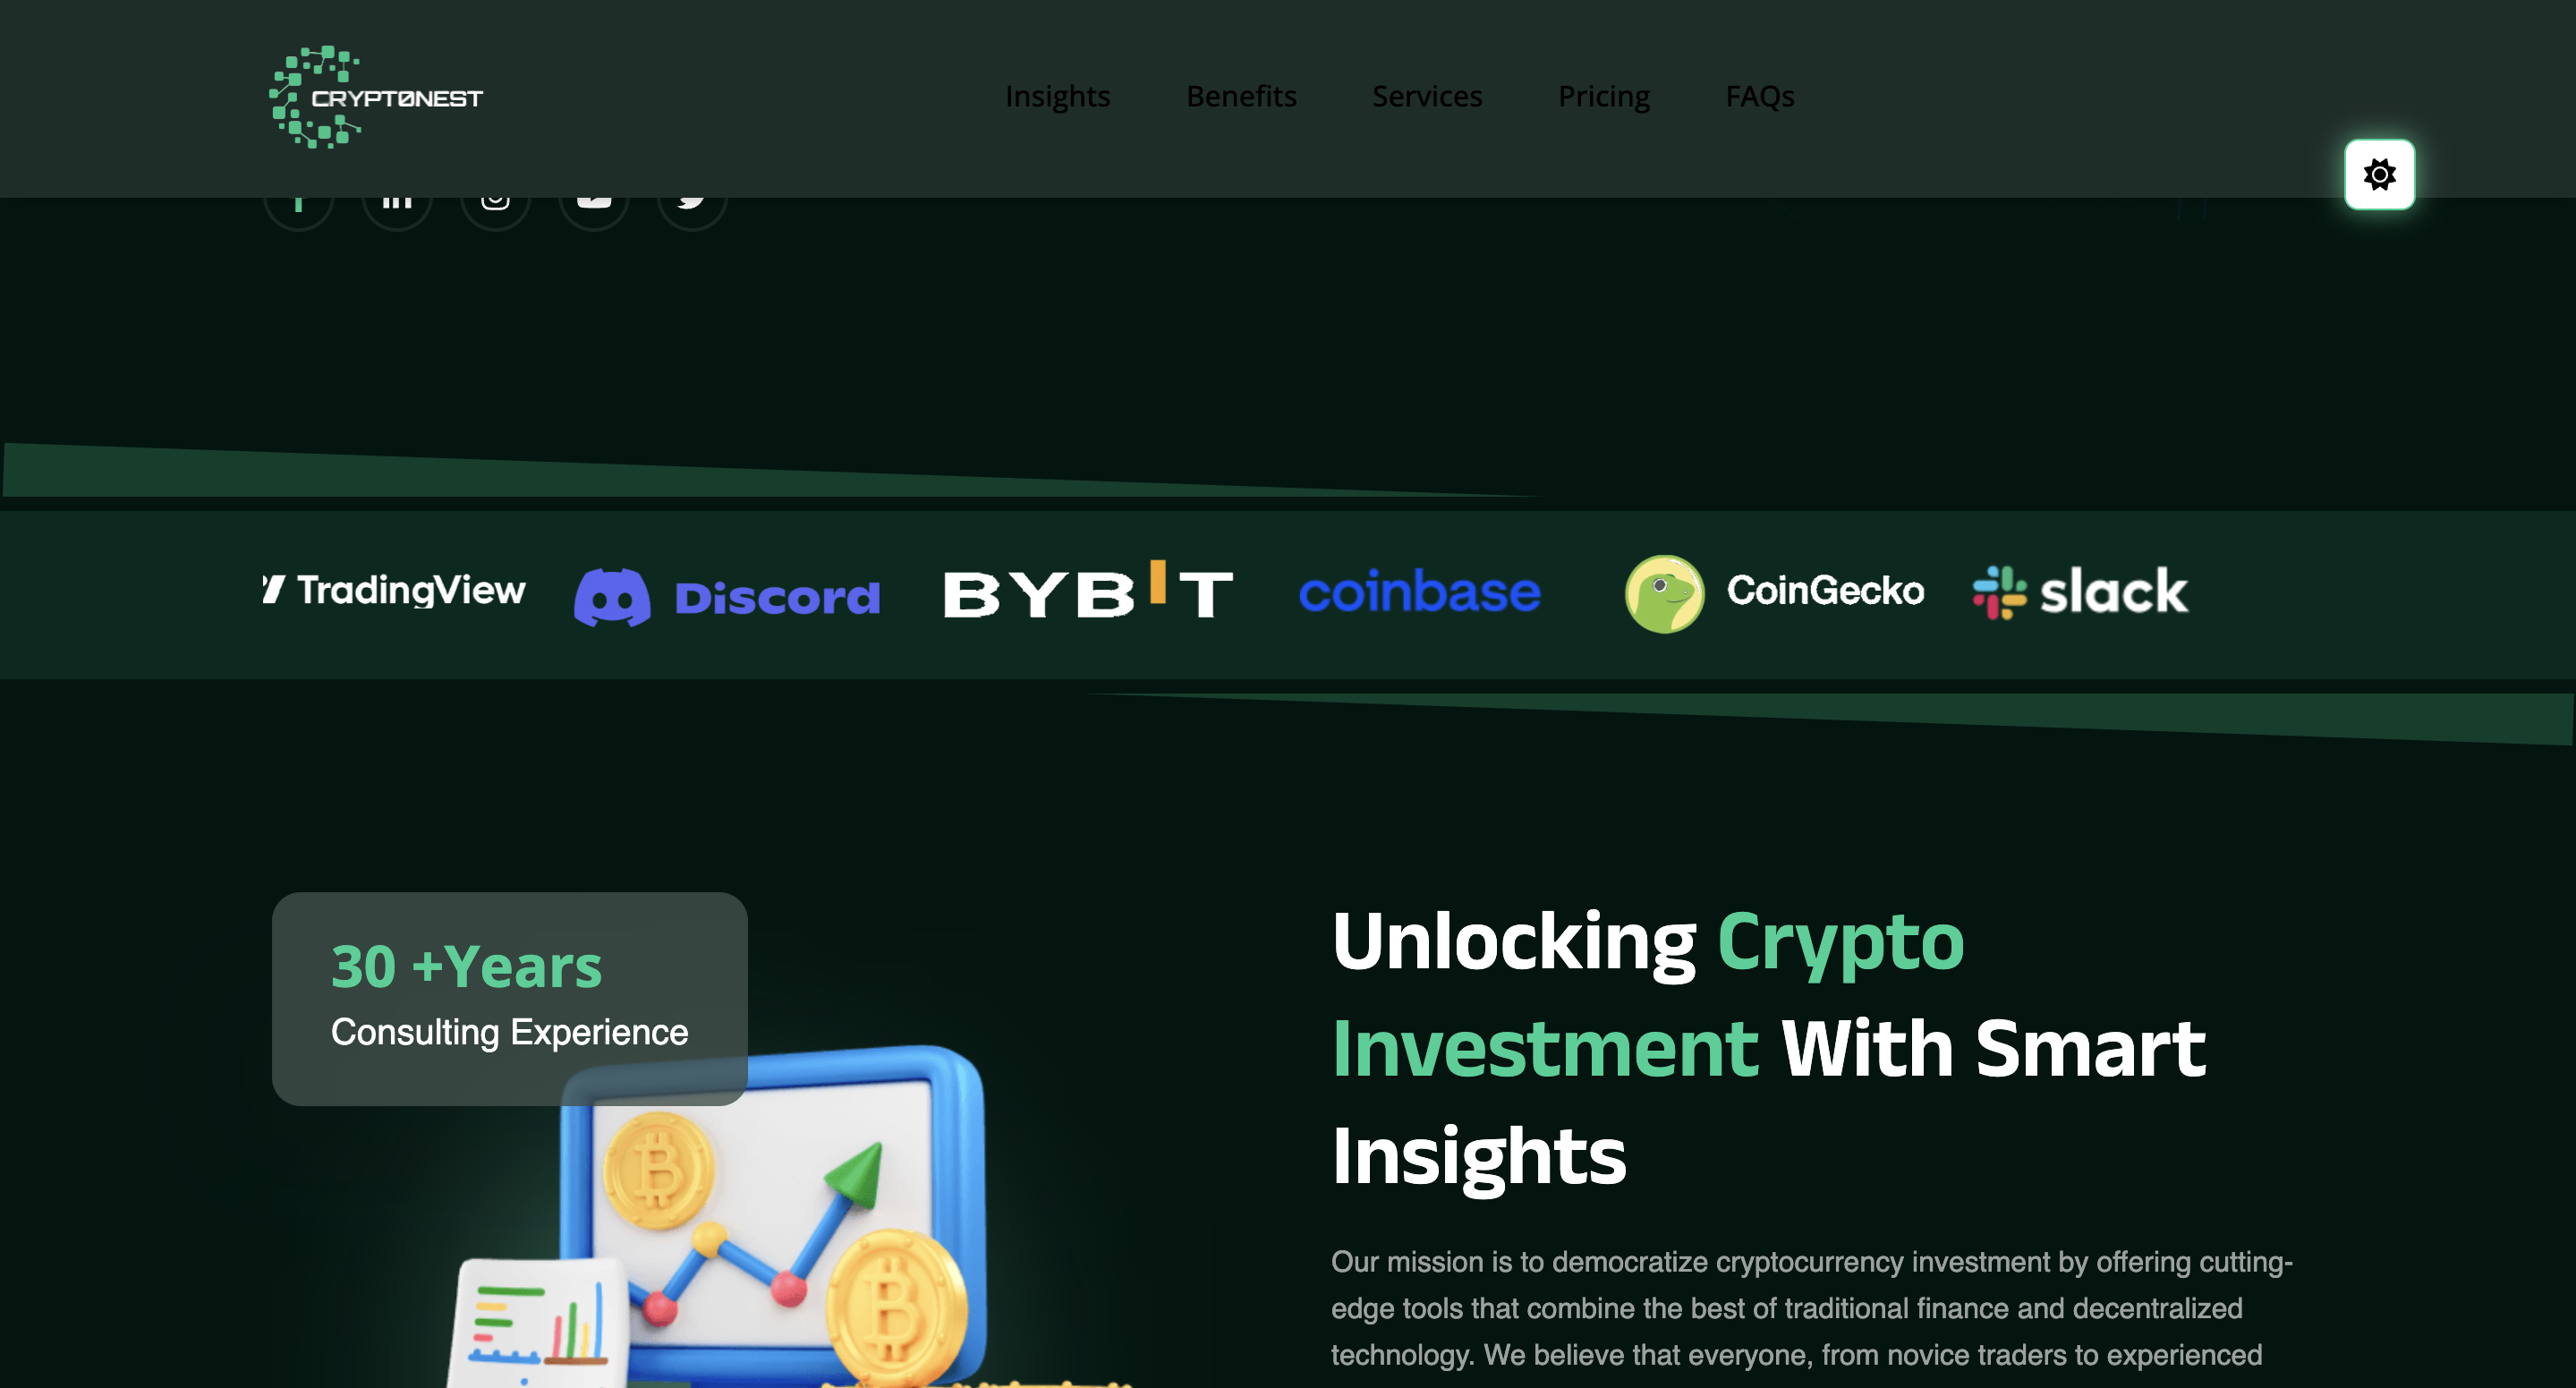 CRYPTØNEST
Insights Benefits Services Pricing FAQs
TradingView Discord BYBIT coinbase CoinGecko slack
30 +Years
Consulting Experience
Unlocking Crypto
Investment With Smart
Insights
Our mission is to democratize cryptocurrency investment by offering cutting-
edge tools that combine the best of traditional finance and decentralized
technology. We believe that everyone, from novice traders to experienced